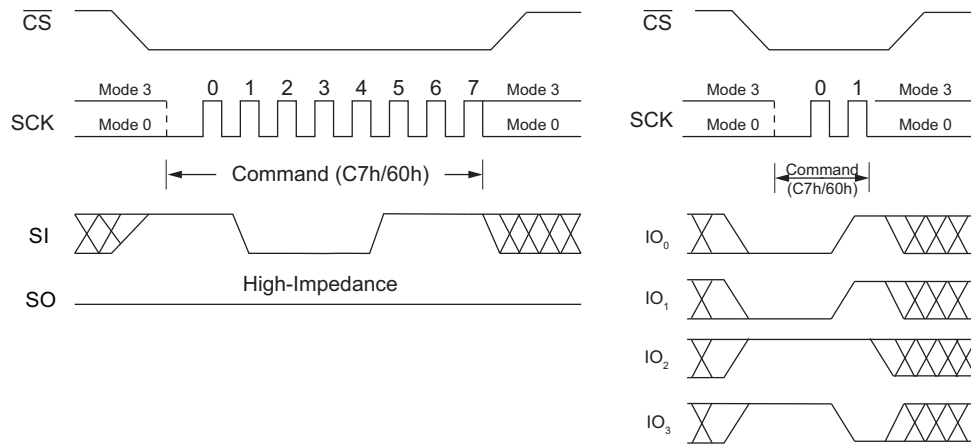 CS
SCK
Mode 3
Mode 0
0 1 2 3 4 5 6 7
Mode 3
Mode 0
Command (C7h/60h)
SI
High-Impedance
SO
CS
SCK
Mode 3
Mode 0
0 1
Mode 3
Mode 0
Command
(C7h/60h)
IO0
IO1
IO2
IO3